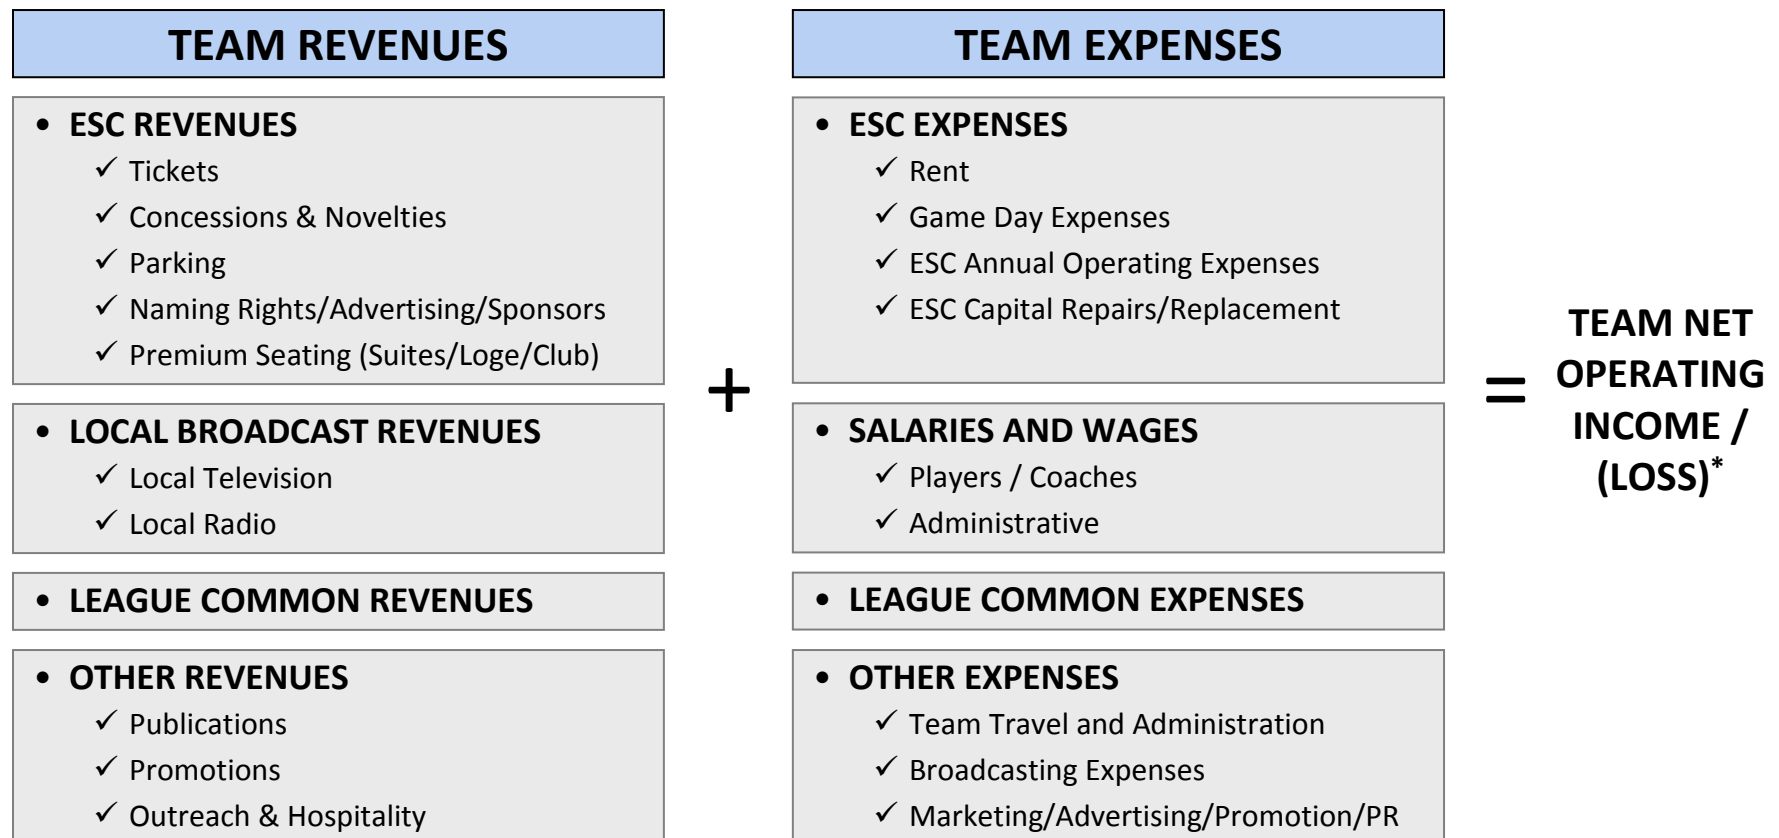 TEAM REVENUES
• ESC REVENUES
✓ Tickets
✓ Concessions & Novelties
✓ Parking
✓ Naming Rights/Advertising/Sponsors
✓ Premium Seating (Suites/Loge/Club)
• LOCAL BROADCAST REVENUES
✓ Local Television
✓ Local Radio
• LEAGUE COMMON REVENUES
• OTHER REVENUES
✓ Publications
✓ Promotions
✓ Outreach & Hospitality
+
TEAM EXPENSES
• ESC EXPENSES
✓ Rent
✓ Game Day Expenses
✓ ESC Annual Operating Expenses
✓ ESC Capital Repairs/Replacement
• SALARIES AND WAGES
✓ Players / Coaches
✓ Administrative
• LEAGUE COMMON EXPENSES
• OTHER EXPENSES
✓ Team Travel and Administration
✓ Broadcasting Expenses
✓ Marketing/Advertising/Promotion/PR
=
TEAM NET
OPERATING
INCOME /
(LOSS)*